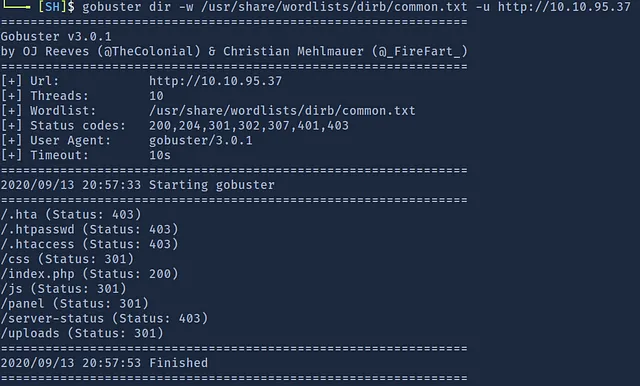 [SH]$ gobuster dir -w /usr/share/wordlists/dirb/common.txt -u http://10.10.95.37
===============================================================
Gobuster v3.0.1
by OJ Reeves (@TheColonial) & Christian Mehlmauer (@_FireFart_)
===============================================================
[+] Url:            http://10.10.95.37
[+] Threads:        10
[+] Wordlist:       /usr/share/wordlists/dirb/common.txt
[+] Status codes:   200,204,301,302,307,401,403
[+] User Agent:     gobuster/3.0.1
[+] Timeout:        10s
===============================================================
2020/09/13 20:57:33 Starting gobuster
===============================================================
/.hta (Status: 403)
/.htpasswd (Status: 403)
/.htaccess (Status: 403)
/css (Status: 301)
/index.php (Status: 200)
/js (Status: 301)
/panel (Status: 301)
/server-status (Status: 403)
/uploads (Status: 301)
===============================================================
2020/09/13 20:57:53 Finished
===============================================================